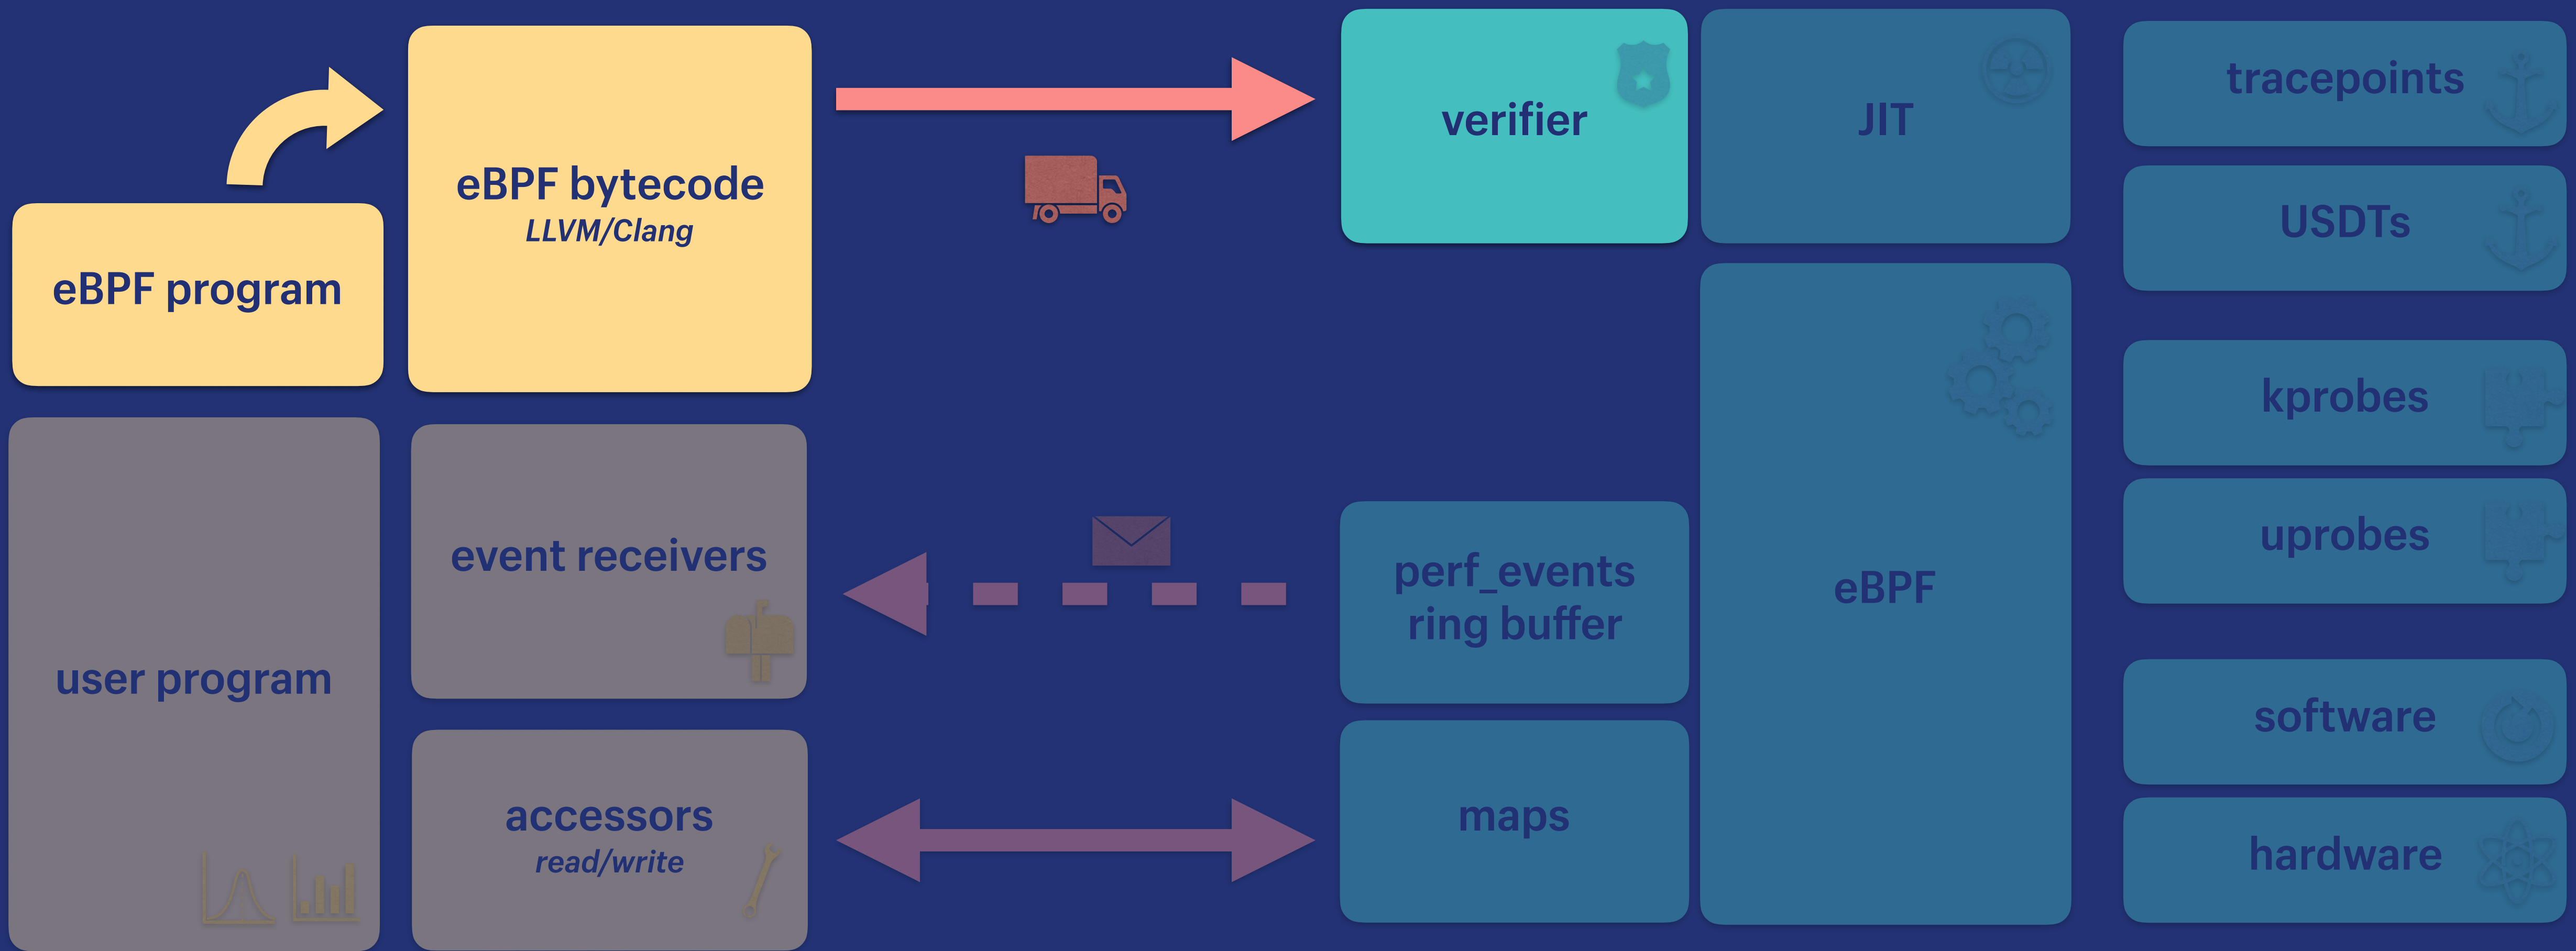 eBPF program
eBPF bytecode
LLVM/Clang
verifier
JIT
tracepoints
USDTs
kprobes
uprobes
user program
event receivers
accessors
read/write
perf_events
ring buffer
maps
eBPF
software
hardware